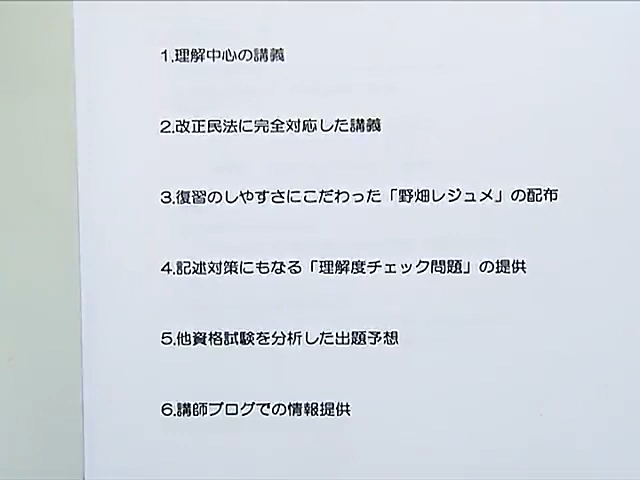 1.理解中心の講義
2.改正民法に完全対応した講義
3.復習のしやすさにこだわった「野畑レジュメ」の配布
4.記述対策にもなる「理解度チェック問題」の提供
5.他資格試験を分析した出題予想
6.講師ブログでの情報提供